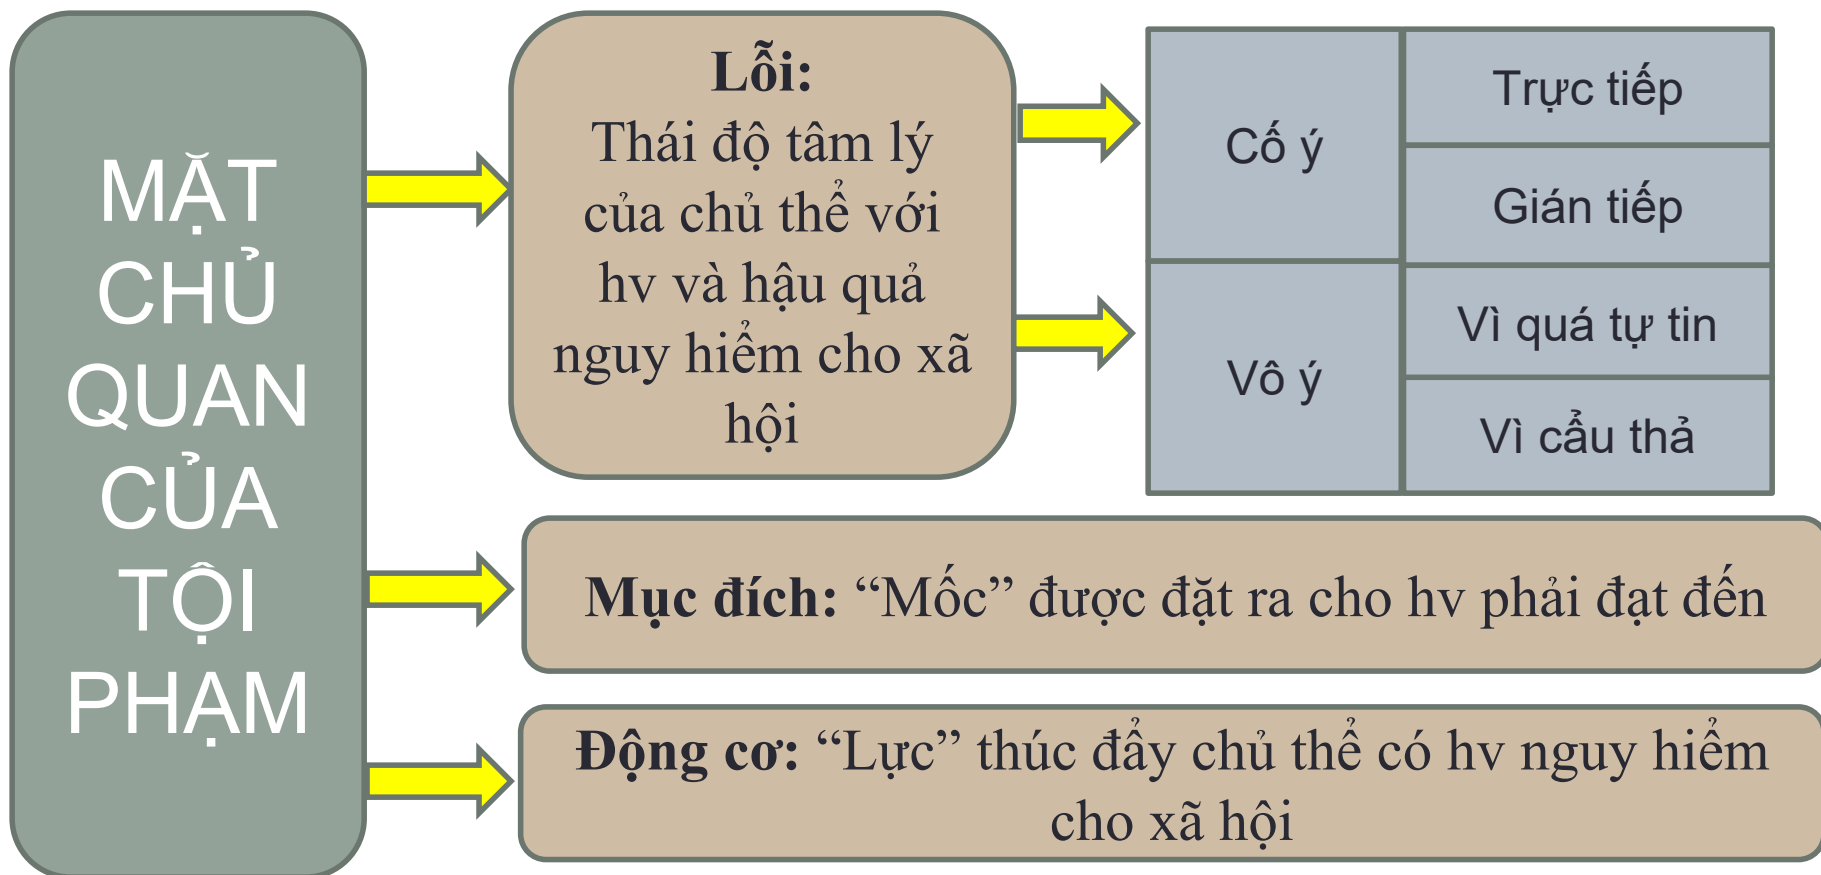 MẶT
CHỦ
QUAN
CỦA
TỘI
PHẠM
Lỗi:
Thái độ tâm lý
của chủ thể với
hv và hậu quả
nguy hiểm cho xã
hội
Cố ý
Trực tiếp
Gián tiếp
Vô ý
Vì quá tự tin
Vì cẩu thả
Mục đích: “Mốc” được đặt ra cho hv phải đạt đến
Động cơ: “Lực” thúc đẩy chủ thể có hv nguy hiểm
cho xã hội